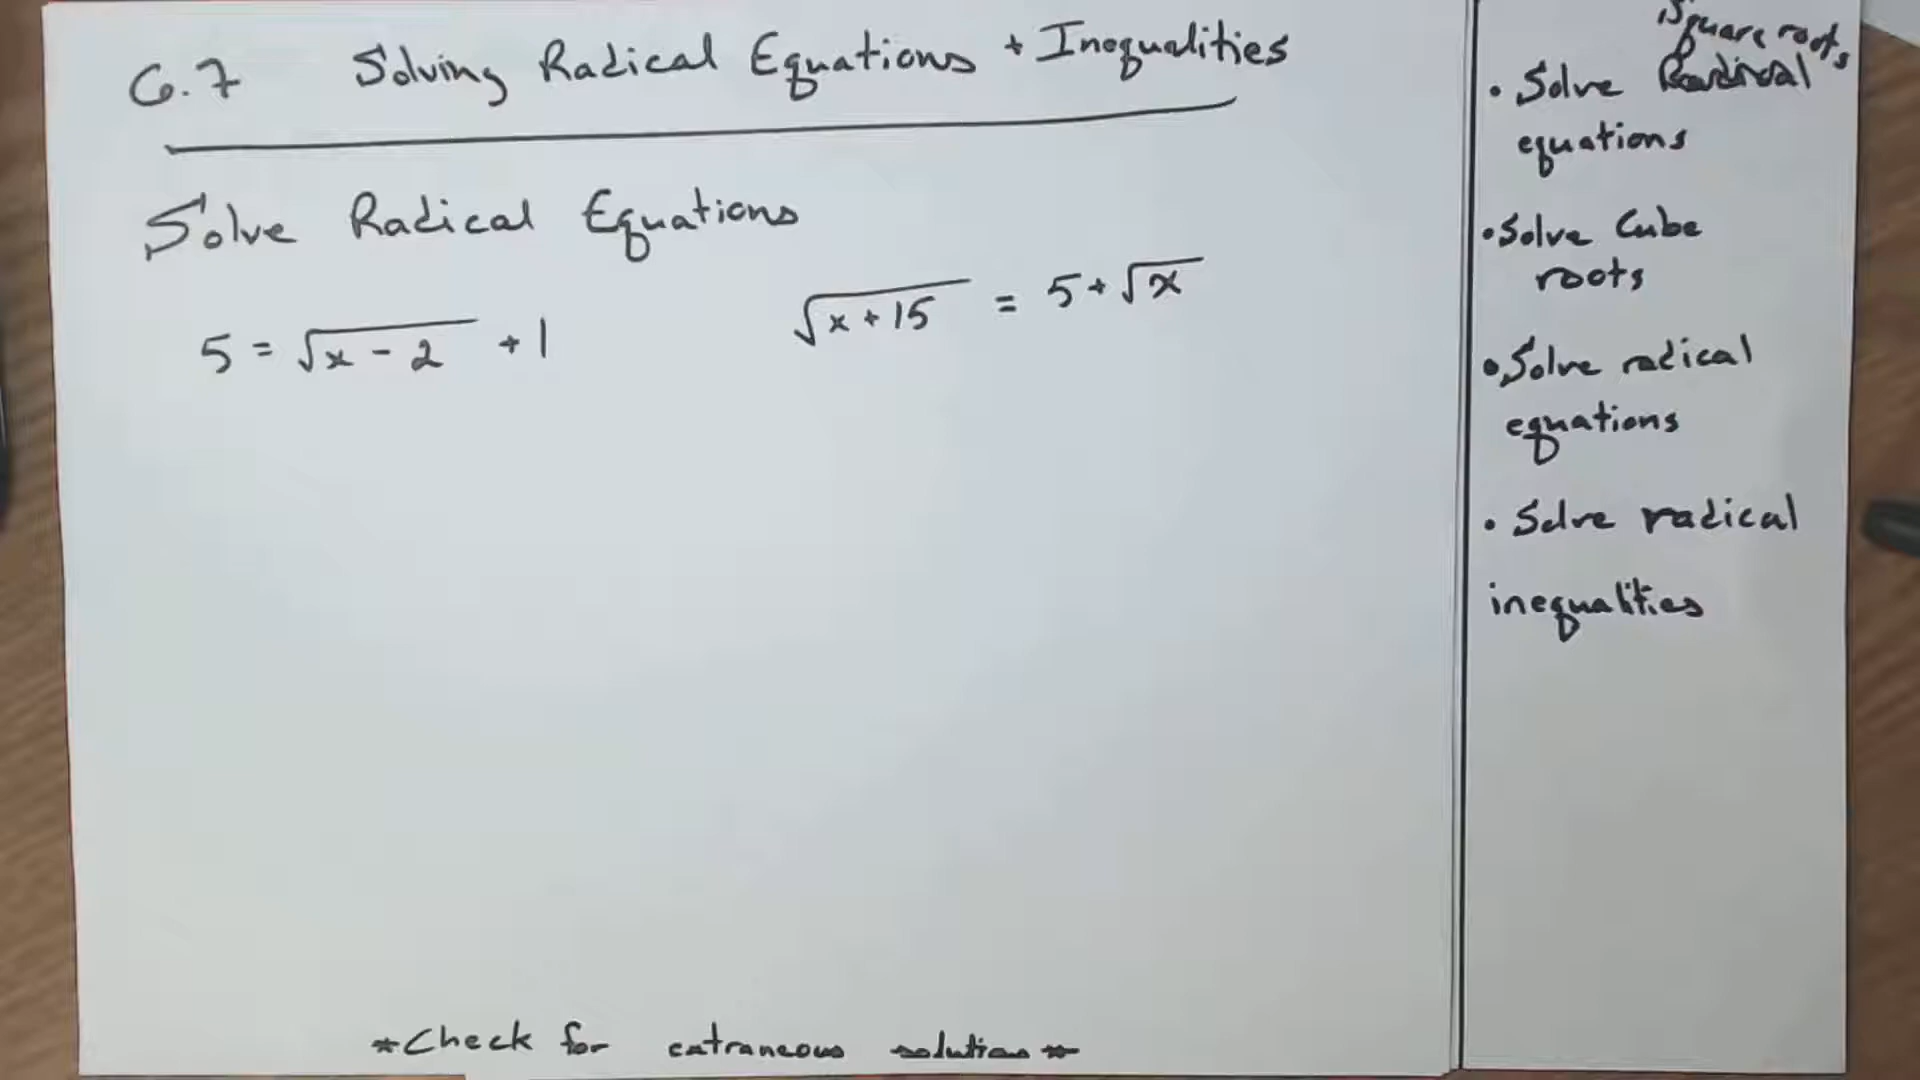 6.7 Solving Radical Equations + Inequalities
Solve Radical Equations
5 = √x - 2 + 1
√x + 15 = 5 + √x
*Check for extraneous solutions*
Square roots
• Solve Radical
equations
• Solve Cube
roots
• Solve radical
equations
• Solve radical
inequalities